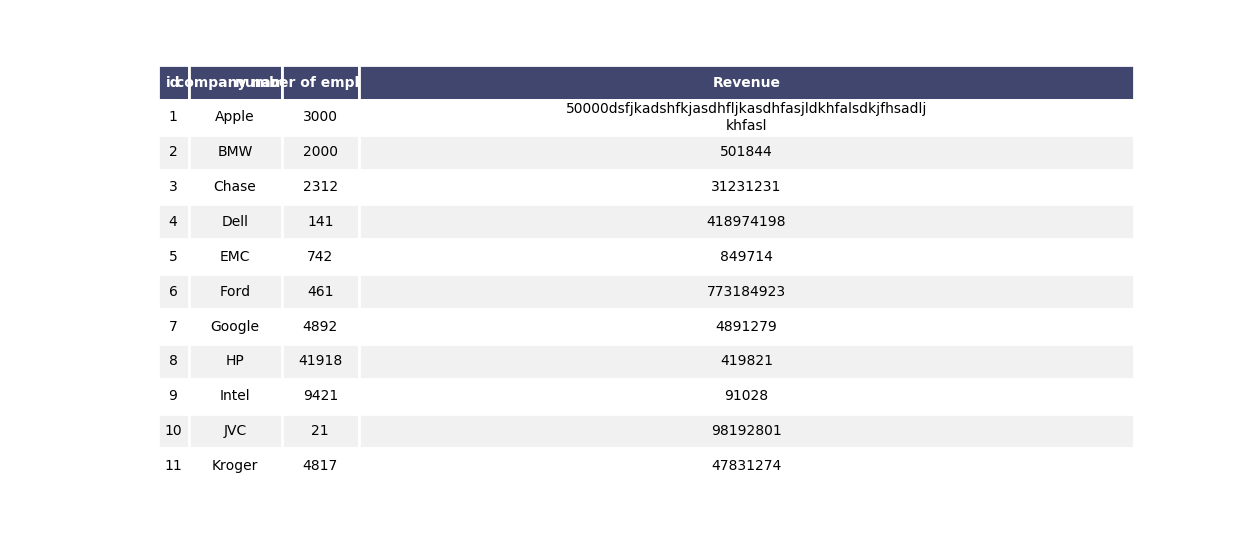 id company nam number of empl Revenue
1 Apple 3000 50000dsfjkadshfkjasdhfljkasdhfasjldkhfalsdkjfhsadlj
khfasl
2 BMW 2000 501844
3 Chase 2312 31231231
4 Dell 141 418974198
5 EMC 742 849714
6 Ford 461 773184923
7 Google 4892 4891279
8 HP 41918 419821
9 Intel 9421 91028
10 JVC 21 98192801
11 Kroger 4817 47831274